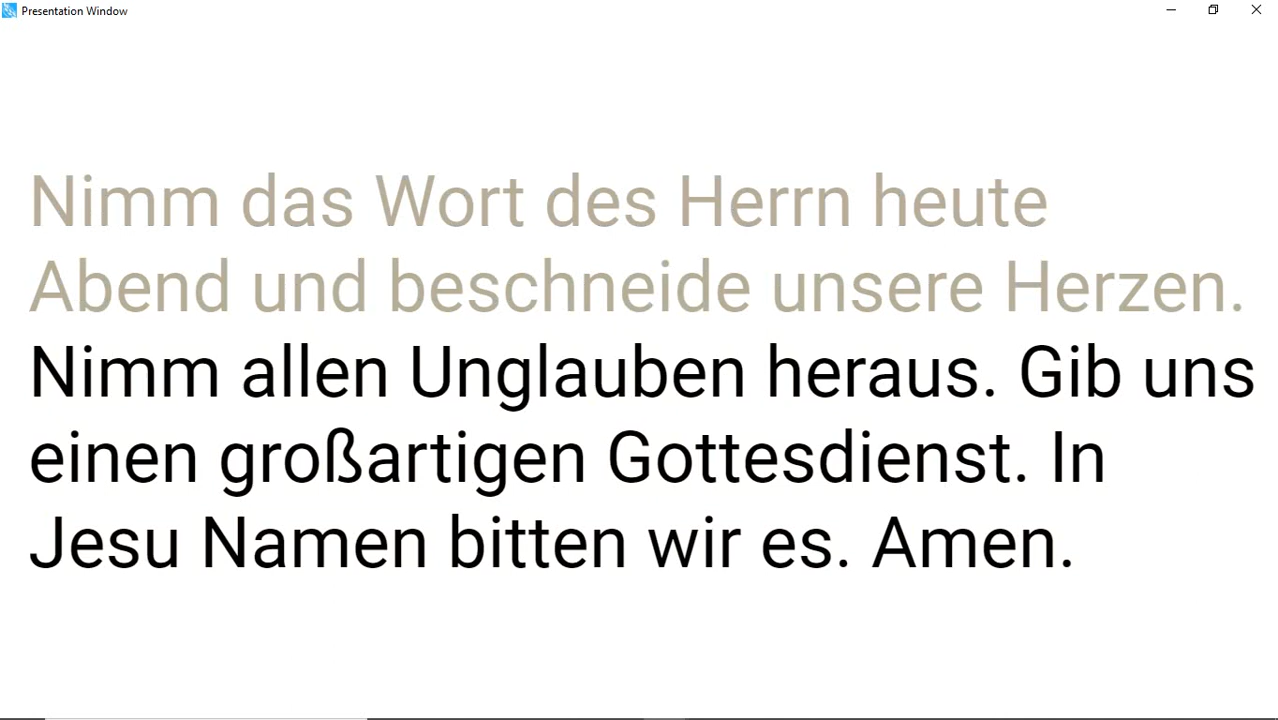 Presentation Window
Nimm das Wort des Herrn heute
Abend und beschneide unsere Herzen.
Nimm allen Unglauben heraus. Gib uns
einen großartigen Gottesdienst. In
Jesu Namen bitten wir es. Amen.